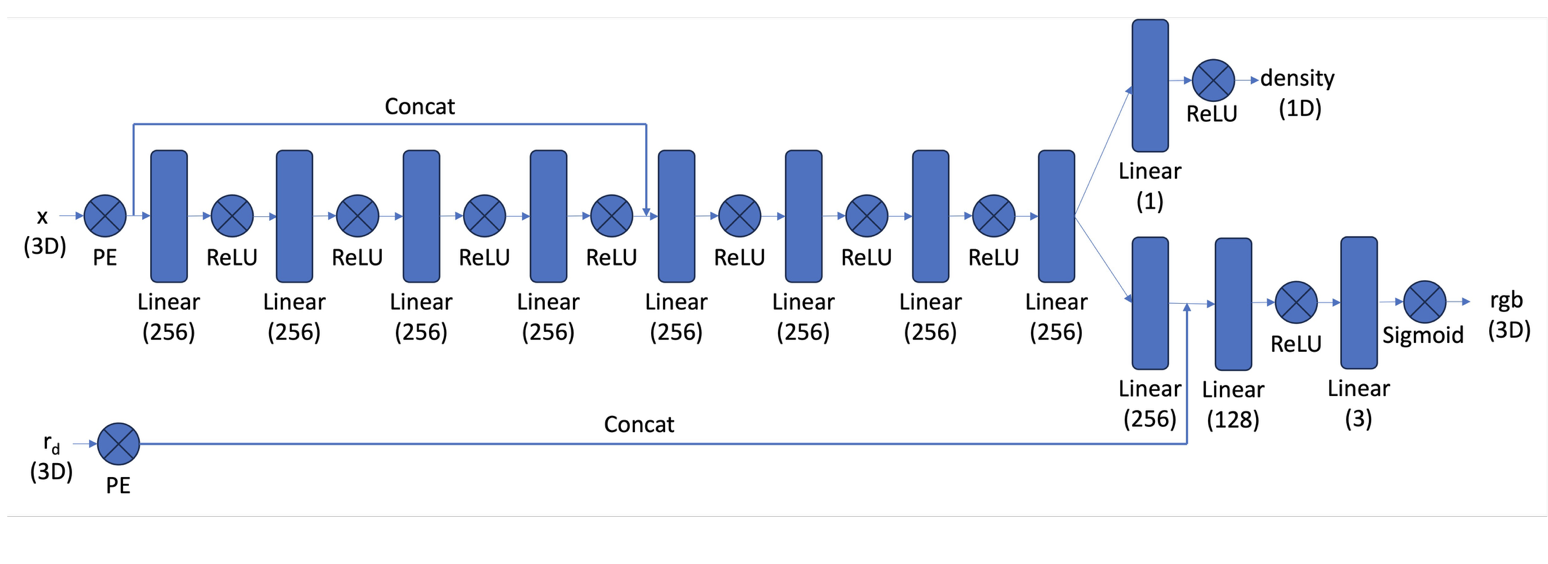 Concat
x
(3D)
PE
Linear
(256)
ReLU
Linear
(256)
ReLU
Linear
(256)
ReLU
Linear
(256)
ReLU
Linear
(256)
ReLU
Linear
(256)
ReLU
Linear
(256)
ReLU
Linear
(256)
Linear
(1)
ReLU
density
(1D)
Linear
(256)
Linear
(128)
ReLU
Linear
(3)
Sigmoid
rgb
(3D)
rd
(3D)
PE
Concat